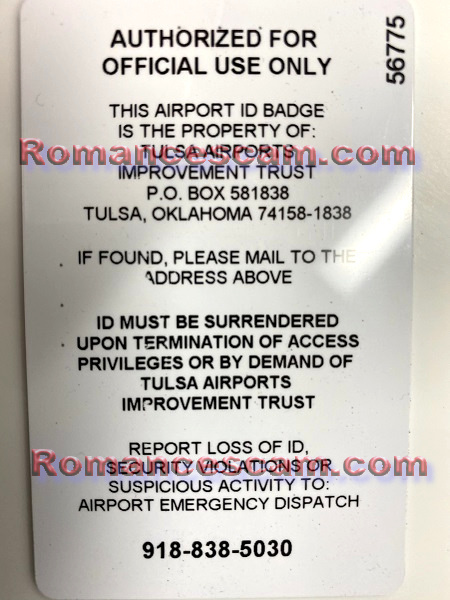 AUTHORIZED FOR
OFFICIAL USE ONLY
56775
THIS AIRPORT ID BADGE
IS THE PROPERTY OF:
TULSA AIRPORTS
Romancescam.com
IMPROVEMENT TRUST
P.O. BOX 581838
TULSA, OKLAHOMA 74158-1838
IF FOUND, PLEASE MAIL TO THE
ADDRESS ABOVE
ID MUST BE SURRENDERED
UPON TERMINATION OF ACCESS
PRIVILEGES OR BY DEMAND OF
TULSA AIRPORTS
IMPROVEMENT TRUST
REPORT LOSS OF ID,
SECURITY VIOLATIONS OR
Romancescam.com
SUSPICIOUS ACTIVITY TO:
AIRPORT EMERGENCY DISPATCH
918-838-5030